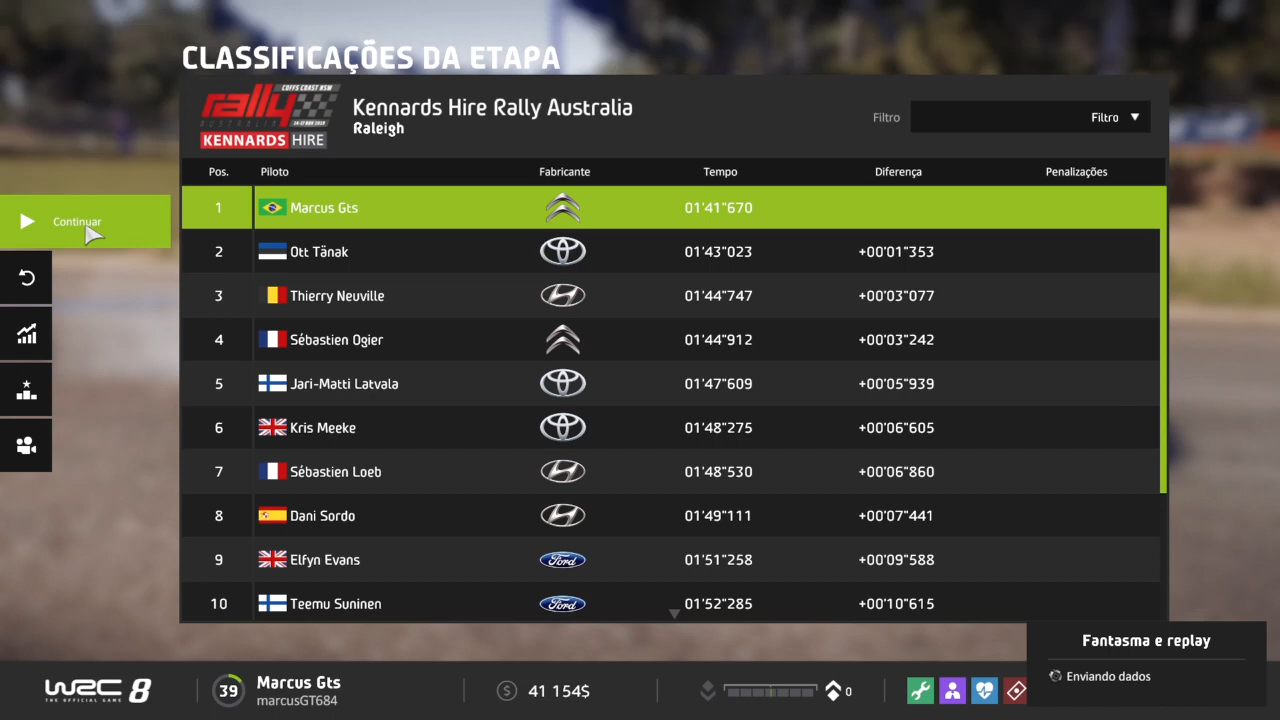 CLASSIFICAÇÕES DA ETAPA
COFFS COAST NSW
rally
AUSTRALIA 14-17 NOV 2019
KENNARDS HIRE
Kennards Hire Rally Australia
Raleigh
Filtro Filtro
Pos. Piloto Fabricante Tempo Diferença Penalizações
1 Marcus Gts 01'41"670
Continuar
2 Ott Tänak 01'43"023 +00'01"353
3 Thierry Neuville 01'44"747 +00'03"077
4 Sébastien Ogier 01'44"912 +00'03"242
5 Jari-Matti Latvala 01'47"609 +00'05"939
6 Kris Meeke 01'48"275 +00'06"605
7 Sébastien Loeb 01'48"530 +00'06"860
8 Dani Sordo 01'49"111 +00'07"441
9 Elfyn Evans Ford 01'51"258 +00'09"588
10 Teemu Suninen Ford 01'52"285 +00'10"615
Fantasma e replay
Enviando dados
WRC 8
THE OFFICIAL GAME
39 Marcus Gts
marcusGT684
$ 41 154$
0